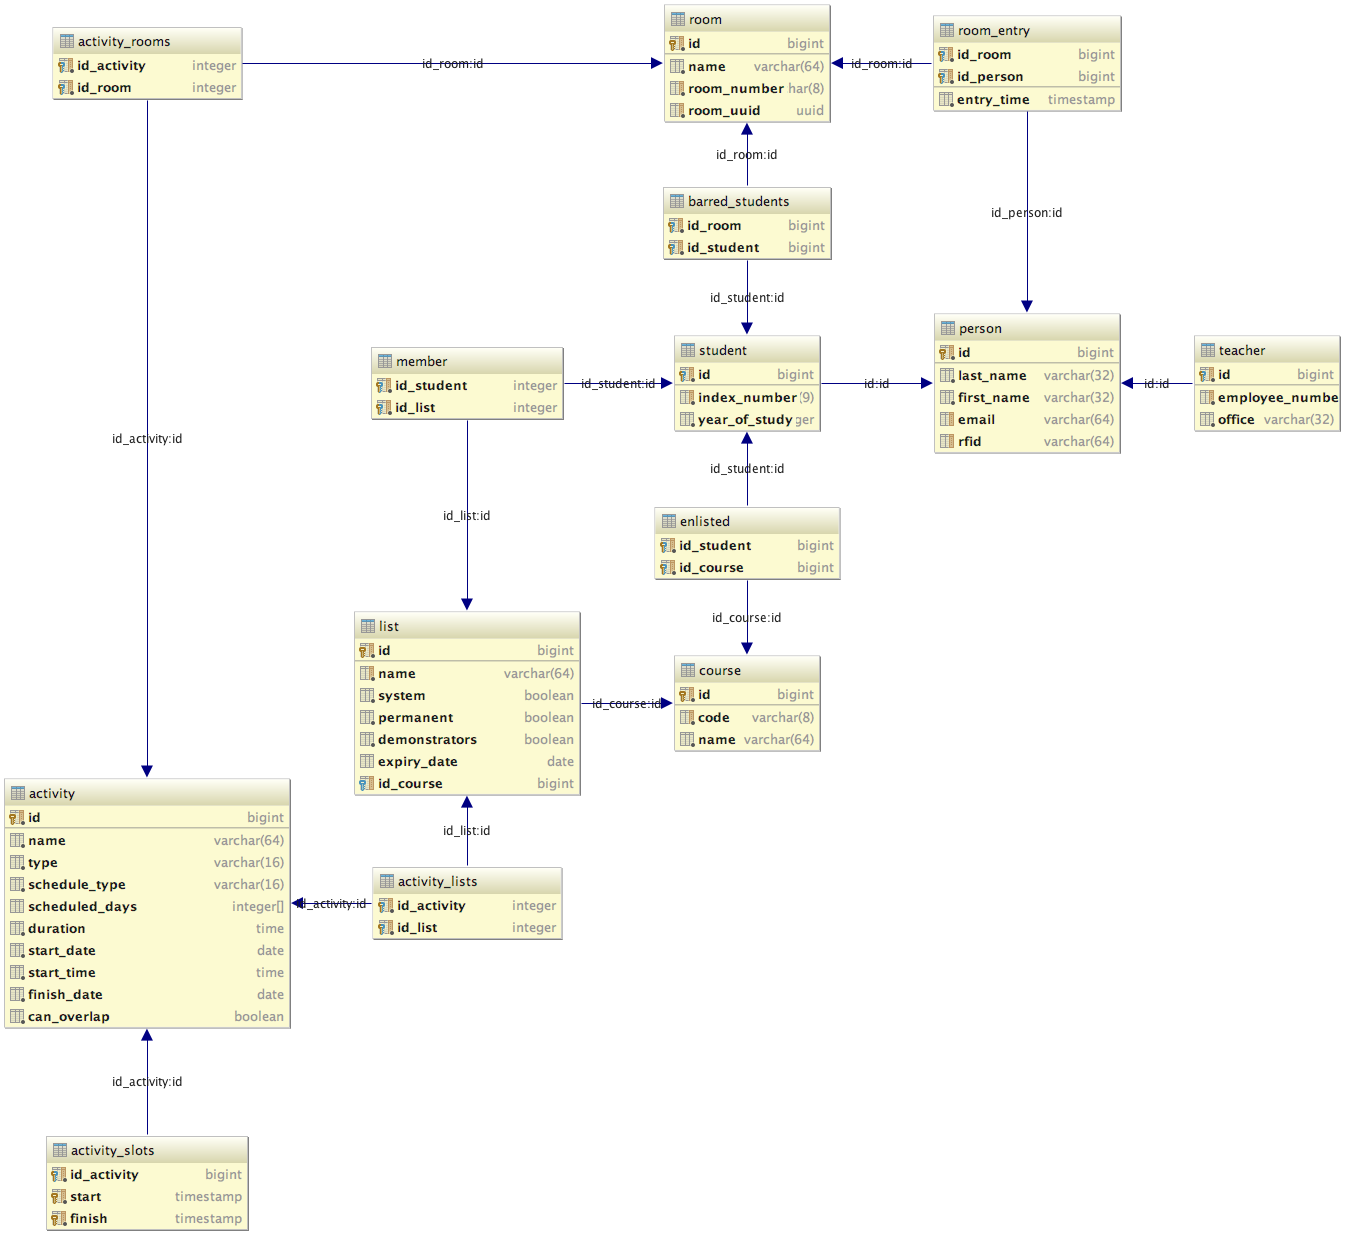 activity_rooms
id_activity integer
id_room integer
id_room:id
room
id bigint
name varchar(64)
room_number har(8)
room_uuid uuid
id_room:id
room_entry
id_room bigint
id_person bigint
entry_time timestamp
id_room:id
barred_students
id_room bigint
id_student bigint
id_person:id
id_student:id
member
id_student integer
id_list integer
id_student:id
student
id bigint
index_number (9)
year_of_study ger
id:id
person
id bigint
last_name varchar(32)
first_name varchar(32)
email varchar(64)
rfid varchar(64)
id:id
teacher
id bigint
employee_numbe
office varchar(32)
id_activity:id
id_list:id
id_student:id
enlisted
id_student bigint
id_course bigint
id_course:id
list
id bigint
name varchar(64)
system boolean
permanent boolean
demonstrators boolean
expiry_date date
id_course bigint
id_course:id
course
id bigint
code varchar(8)
name varchar(64)
id_list:id
activity
id bigint
name varchar(64)
type varchar(16)
schedule_type varchar(16)
scheduled_days integer[]
duration time
start_date date
start_time time
finish_date date
can_overlap boolean
id_activity:id
activity_lists
id_activity integer
id_list integer
id_activity:id
activity_slots
id_activity bigint
start timestamp
finish timestamp